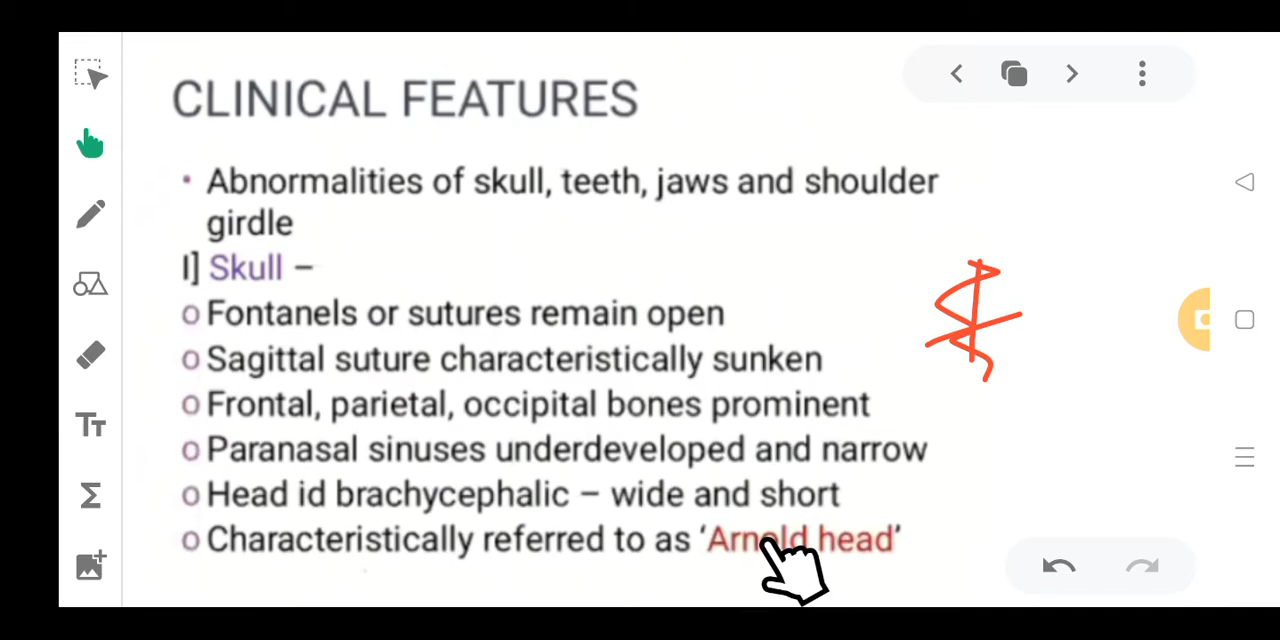 CLINICAL FEATURES
• Abnormalities of skull, teeth, jaws and shoulder
girdle
I] Skull –
o Fontanels or sutures remain open
o Sagittal suture characteristically sunken
o Frontal, parietal, occipital bones prominent
o Paranasal sinuses underdeveloped and narrow
o Head id brachycephalic – wide and short
o Characteristically referred to as ‘Arnold head’